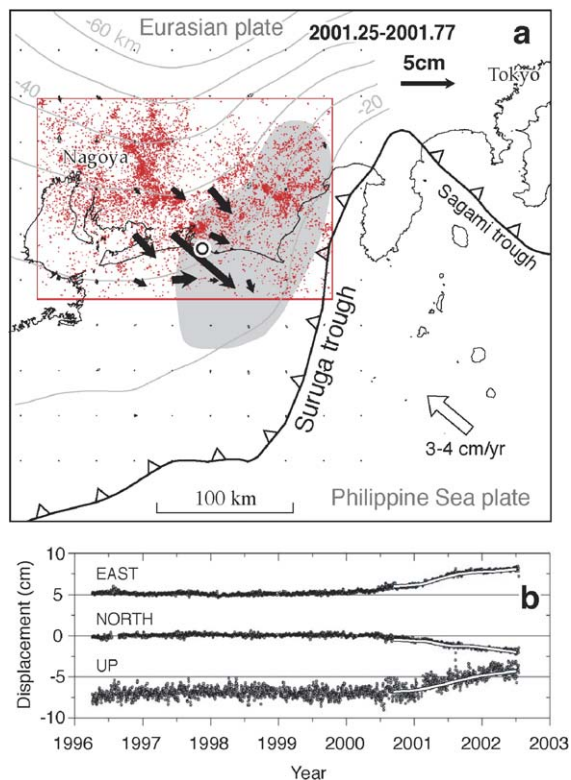 Eurasian plate
2001.25-2001.77
a
-60 km
5cm
Tokyo
-40
-20
Nagoya
Sagami trough
Suruga trough
3-4 cm/yr
100 km
Philippine Sea plate
10
EAST
b
5
NORTH
0
UP
-5
-10
Displacement (cm)
1996 1997 1998 1999 2000 2001 2002 2003
Year